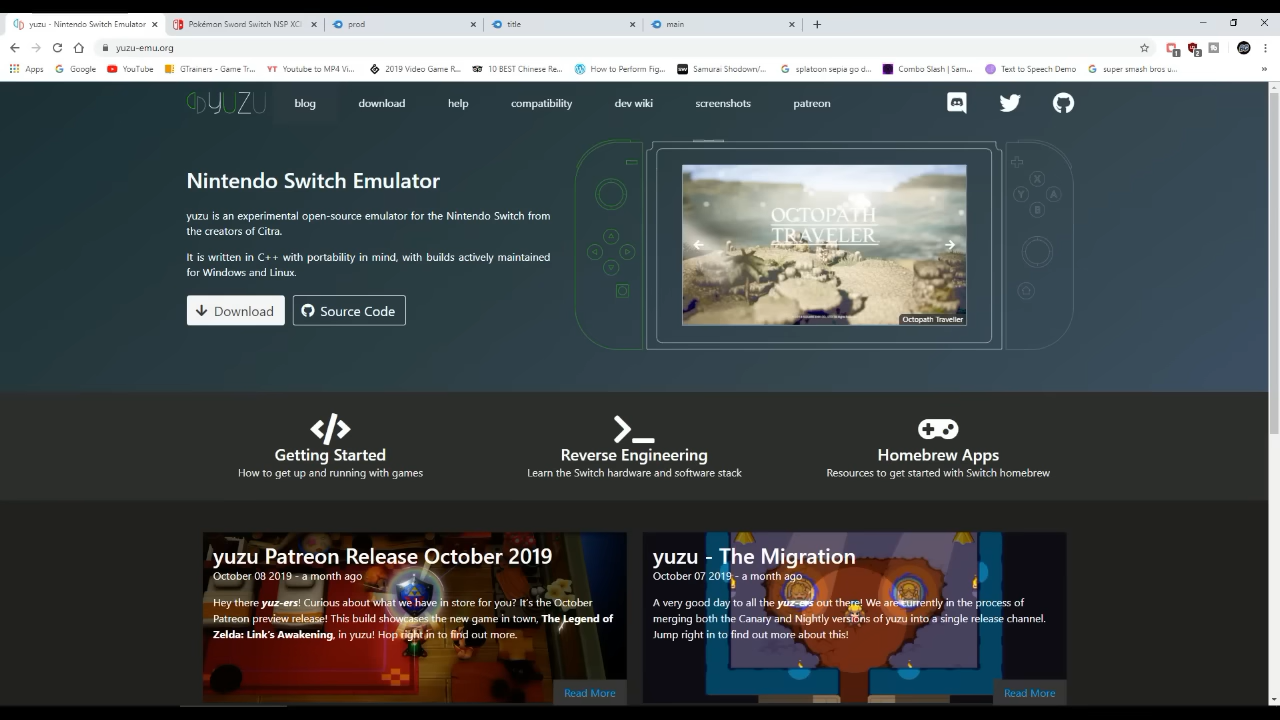 yuzu - Nintendo Switch Emulator
Pokémon Sword Switch NSP XC
prod
title
main
yuzu-emu.org
Apps
Google
YouTube
GTrainers - Game Tr...
YT Youtube to MP4 Vi...
2019 Video Game R...
10 BEST Chinese Re...
How to Perform Fig...
Samurai Shodown/...
splatoon sepia go d...
Combo Slash | Sam...
Text to Speech Demo
super smash bros u...
»
YUZU
blog
download
help
compatibility
dev wiki
screenshots
patreon
Nintendo Switch Emulator
yuzu is an experimental open-source emulator for the Nintendo Switch from
the creators of Citra.
It is written in C++ with portability in mind, with builds actively maintained
for Windows and Linux.
Download
Source Code
X
Y
A
B
OCTOPATH
TRAVELER
Octopath Traveller
Getting Started
How to get up and running with games
Reverse Engineering
Learn the Switch hardware and software stack
Homebrew Apps
Resources to get started with Switch homebrew
yuzu Patreon Release October 2019
October 08 2019 - a month ago
Hey there yuz-ers! Curious about what we have in store for you? It's the October
Patreon preview release! This build showcases the new game in town, The Legend of
Zelda: Link's Awakening, in yuzu! Hop right in to find out more.
Read More
yuzu - The Migration
October 07 2019 - a month ago
A very good day to all the yuz-ers out there! We are currently in the process of
merging both the Canary and Nightly versions of yuzu into a single release channel.
Jump right in to find out more about this!
Read More